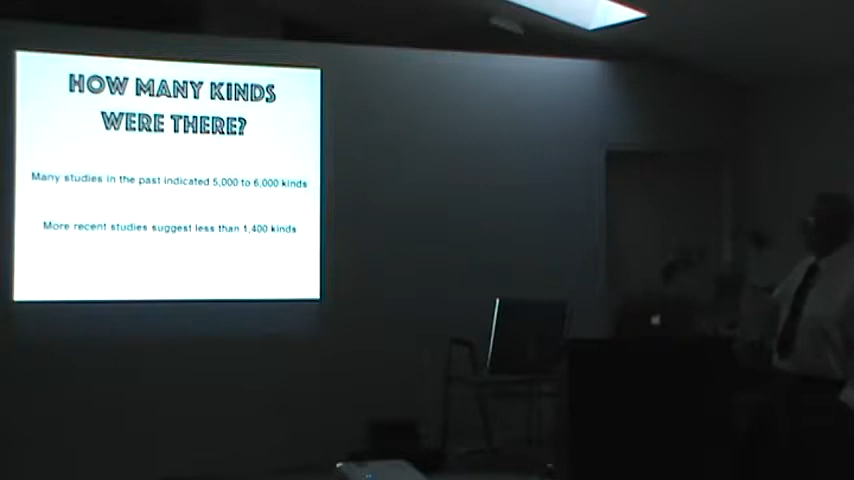 HOW MANY KINDS
WERE THERE?
Many studies in the past indicated 5,000 to 6,000 kinds
More recent studies suggest less than 1,400 kinds